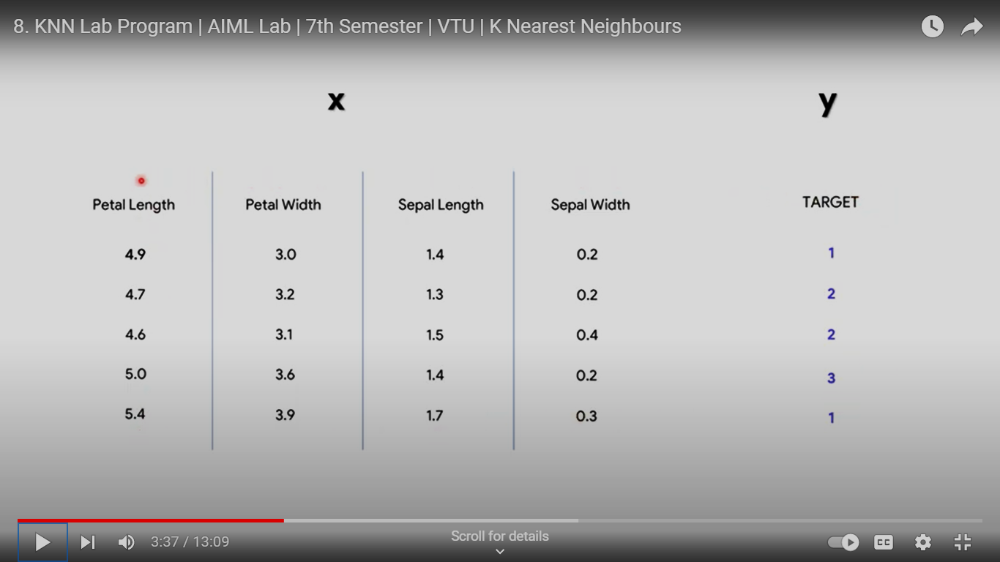 8. KNN Lab Program | AIML Lab | 7th Semester | VTU | K Nearest Neighbours
x y
Petal Length Petal Width Sepal Length Sepal Width TARGET
4.9 3.0 1.4 0.2 1
4.7 3.2 1.3 0.2 2
4.6 3.1 1.5 0.4 2
5.0 3.6 1.4 0.2 3
5.4 3.9 1.7 0.3 1
3:37 / 13:09 Scroll for details CC